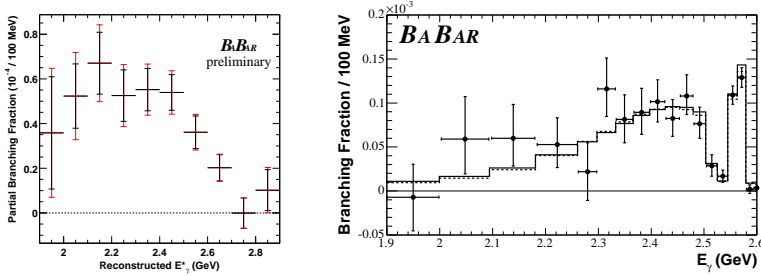 BABAR
preliminary
Partial Branching Fraction (10⁻⁴ / 100 MeV)
0.8
0.6
0.4
0.2
0
2 2.2 2.4 2.6 2.8
Reconstructed E*γ (GeV)
×10⁻³
BABAR
Branching Fraction / 100 MeV
0.2
0.15
0.1
0.05
0.000
-0.05
1.9 2.0 2.1 2.2 2.3 2.4 2.5 2.6
Eγ (GeV)